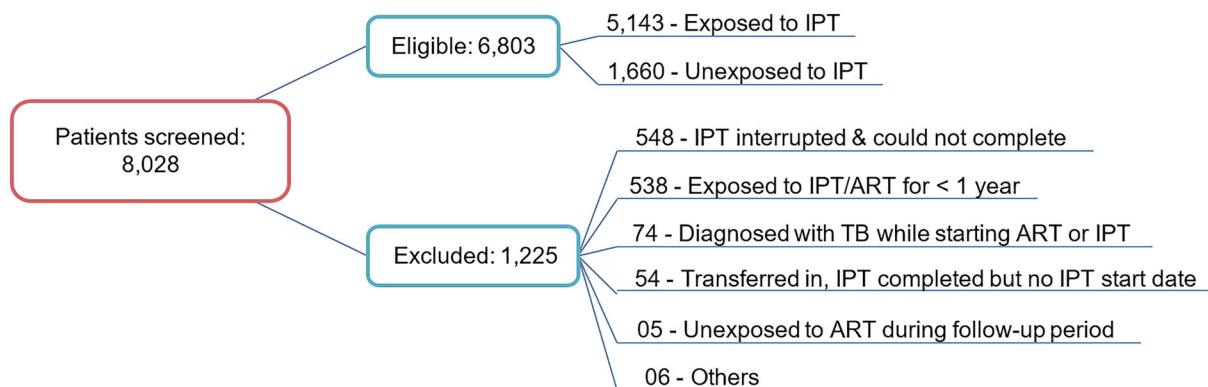 Patients screened:
8,028
Eligible: 6,803
5,143 - Exposed to IPT
1,660 - Unexposed to IPT
Excluded: 1,225
548 - IPT interrupted & could not complete
538 - Exposed to IPT/ART for < 1 year
74 - Diagnosed with TB while starting ART or IPT
54 - Transferred in, IPT completed but no IPT start date
05 - Unexposed to ART during follow-up period
06 - Others